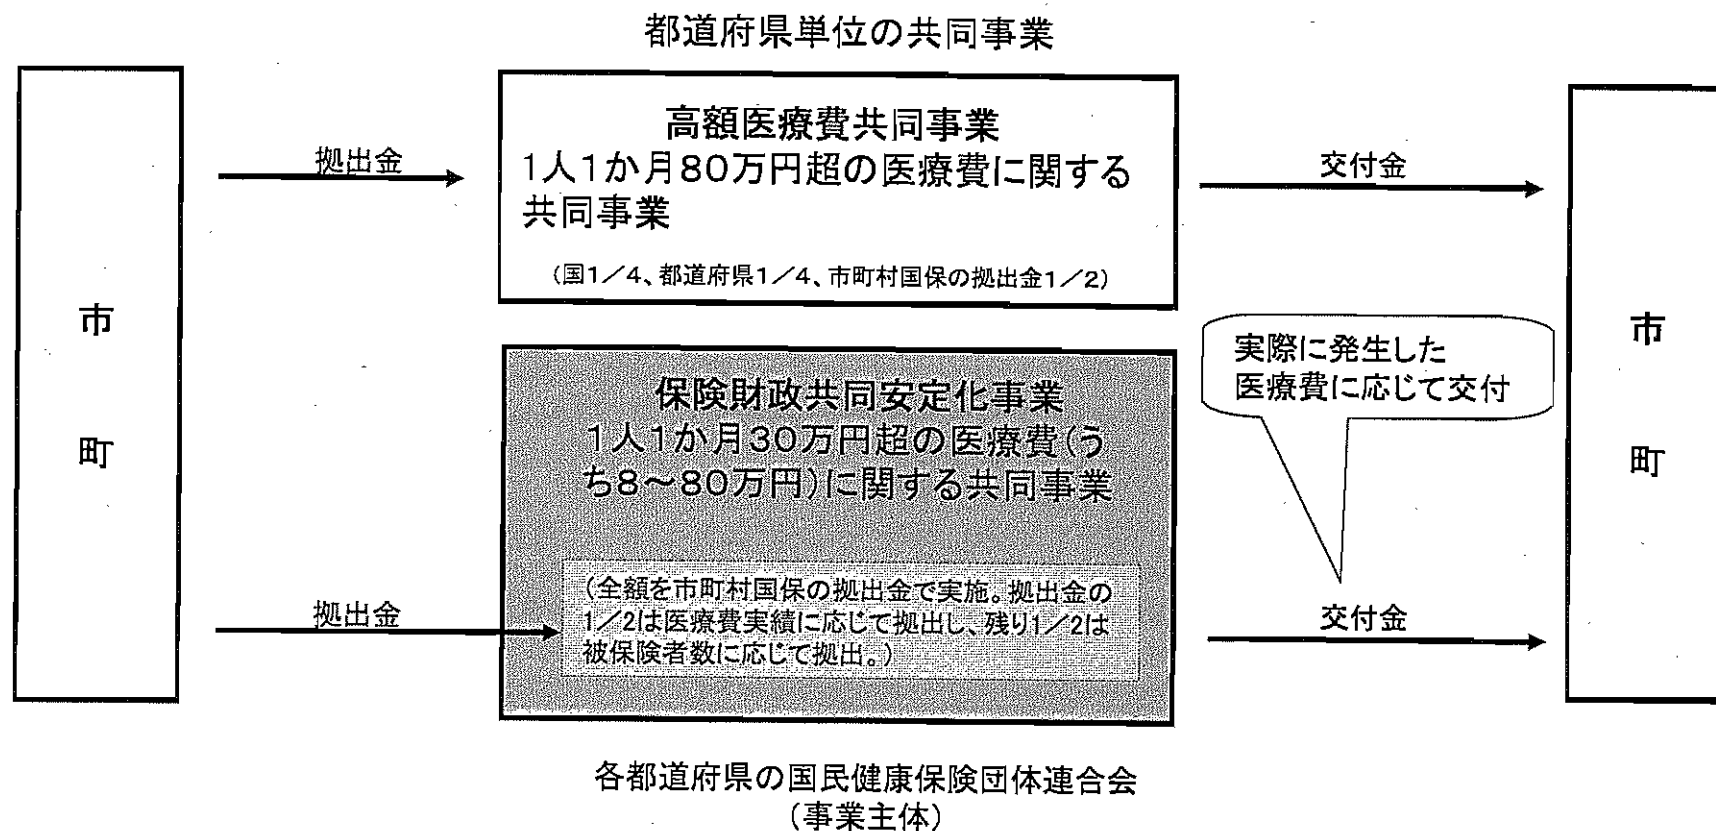 都道府県単位の共同事業
市
町
拠出金
高額医療費共同事業
1人1か月80万円超の医療費に関する
共同事業
(国1/4、都道府県1/4、市町村国保の拠出金1/2)
交付金
市
町
実際に発生した
医療費に応じて交付
保険財政共同安定化事業
1人1か月30万円超の医療費(う
ち8~80万円)に関する共同事業
拠出金
(全額を市町村国保の拠出金で実施。拠出金の
1/2は医療費実績に応じて拠出し、残り1/2は
被保険者数に応じて拠出。)
交付金
各都道府県の国民健康保険団体連合会
(事業主体)